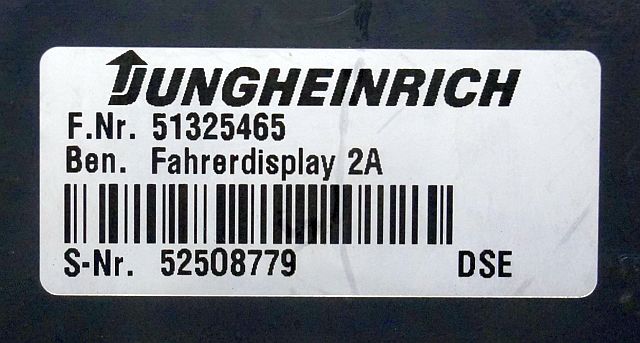 JUNGHEINRICH
F.Nr. 51325465
Ben. Fahrerdisplay 2A
S-Nr. 52508779 DSE